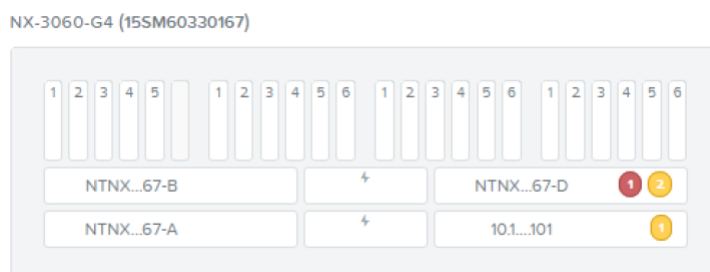 NX-3060-G4 (15SM60330167)
1 2 3 4 5 1 2 3 4 5 6 1 2 3 4 5 6 1 2 3 4 5 6
NTNX...67-B NTNX...67-D 1 2
NTNX...67-A 10.1....101 1